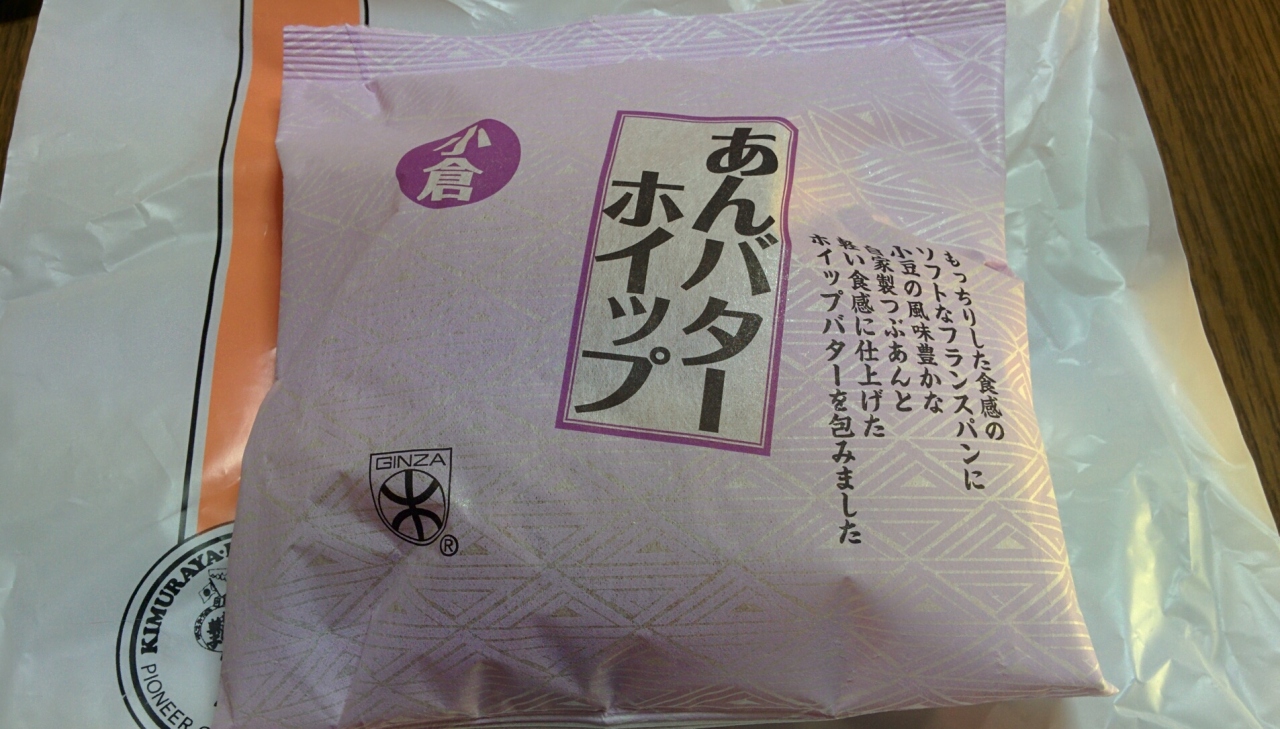 小倉
あんバター
ホイップ
もっちりした食感の
ソフトなフランスパンに
小豆の風味豊かな
自家製つぶあんと
軽い食感に仕上げた
ホイップバターを包みました
GINZA
木
®
KIMURAYA
PIONEER